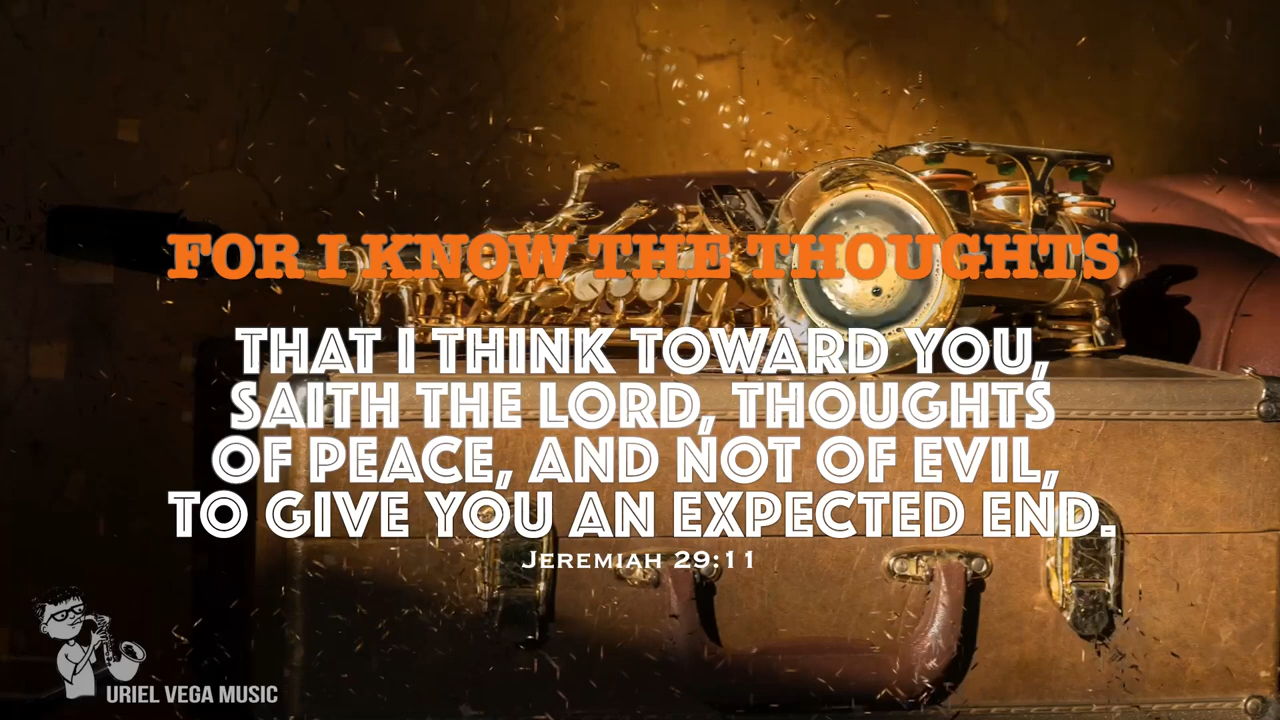 FOR I KNOW THE THOUGHTS
THAT I THINK TOWARD YOU,
SAITH THE LORD, THOUGHTS
OF PEACE, AND NOT OF EVIL,
TO GIVE YOU AN EXPECTED END.
JEREMIAH 29:11
URIEL VEGA MUSIC